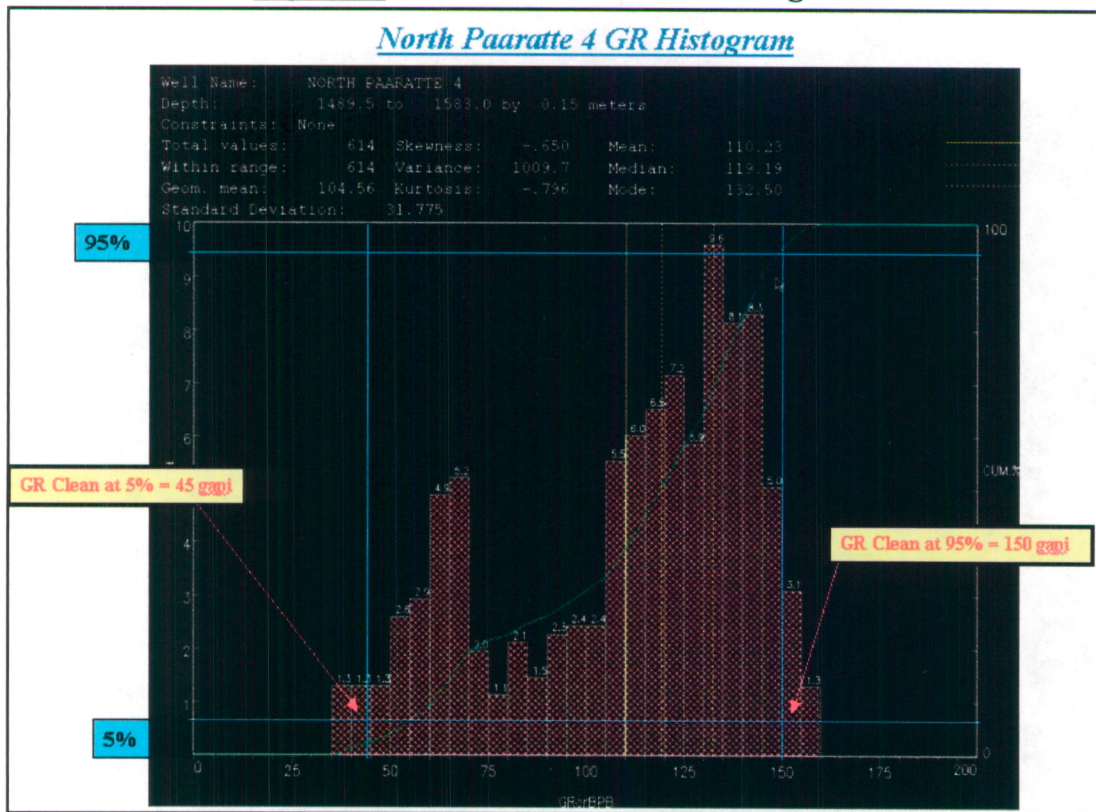 North Paaratte 4 GR Histogram
Well Name: NORTH PAARATTE 4
Depth: 1489.5 to 1583.0 by 0.15 meters
Constraints: None
Total values: 614 Skewness: -.650 Mean: 110.23
Within range: 614 Variance: 1009.7 Median: 119.19
Geom. mean: 104.56 Kurtosis: -.796 Mode: 132.50
Standard Deviation: 31.775
95%
10
100
9.6
9
8.1
8.3
8
7.2
7
6.5
6.0
5.9
6
5.5
5.2
4.9
5.0
CUM.%
GR Clean at 5% = 45 gapi
GR Clean at 95% = 150 gapi
4
3.1
3
2.9
2.6
2.4 2.4
2.3
2.1
2.0
2
1.5
1.3 1.3
1.3
1.1
1
5%
0
0 25 50 75 100 125 150 200
GRorBPB